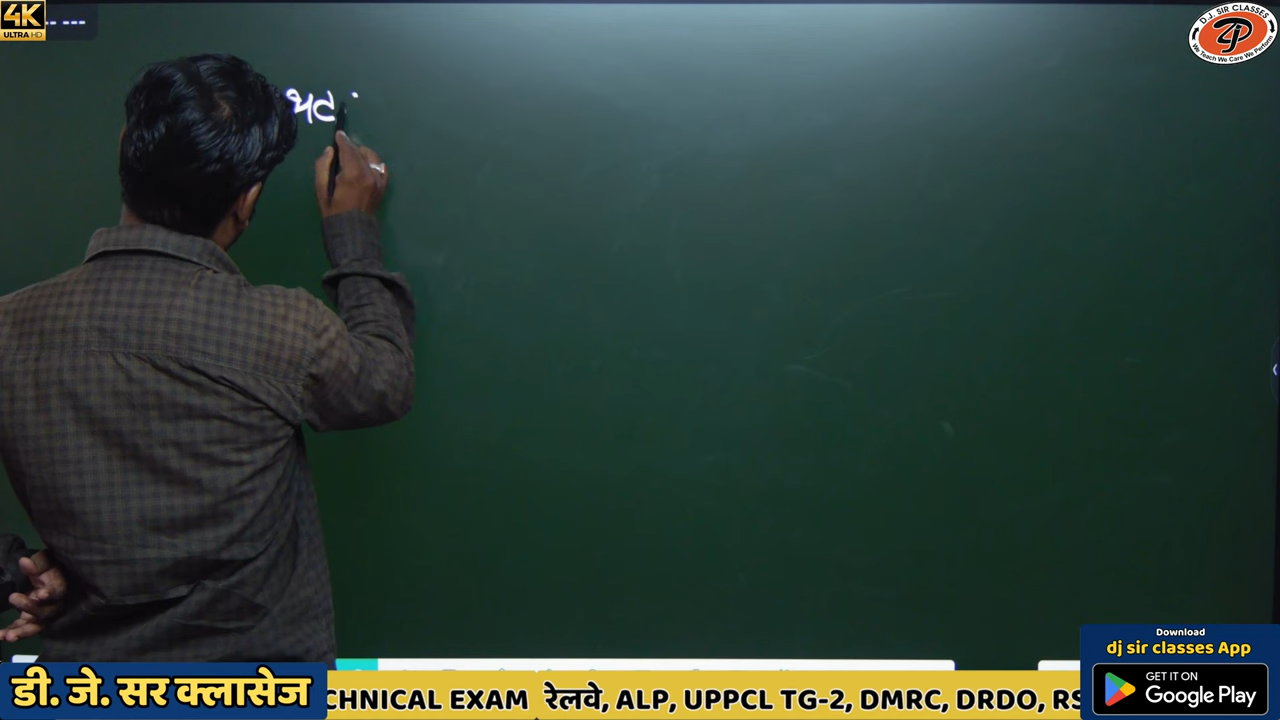 4K
ULTRA HD
D.J. SIR CLASSES
We Teach We Care We Perform
डी. जे. सर क्लासेज
CHNICAL EXAM रेलवे, ALP, UPPCL TG-2, DMRC, DRDO, RS
Download
dj sir classes App
GET IT ON
Google Play